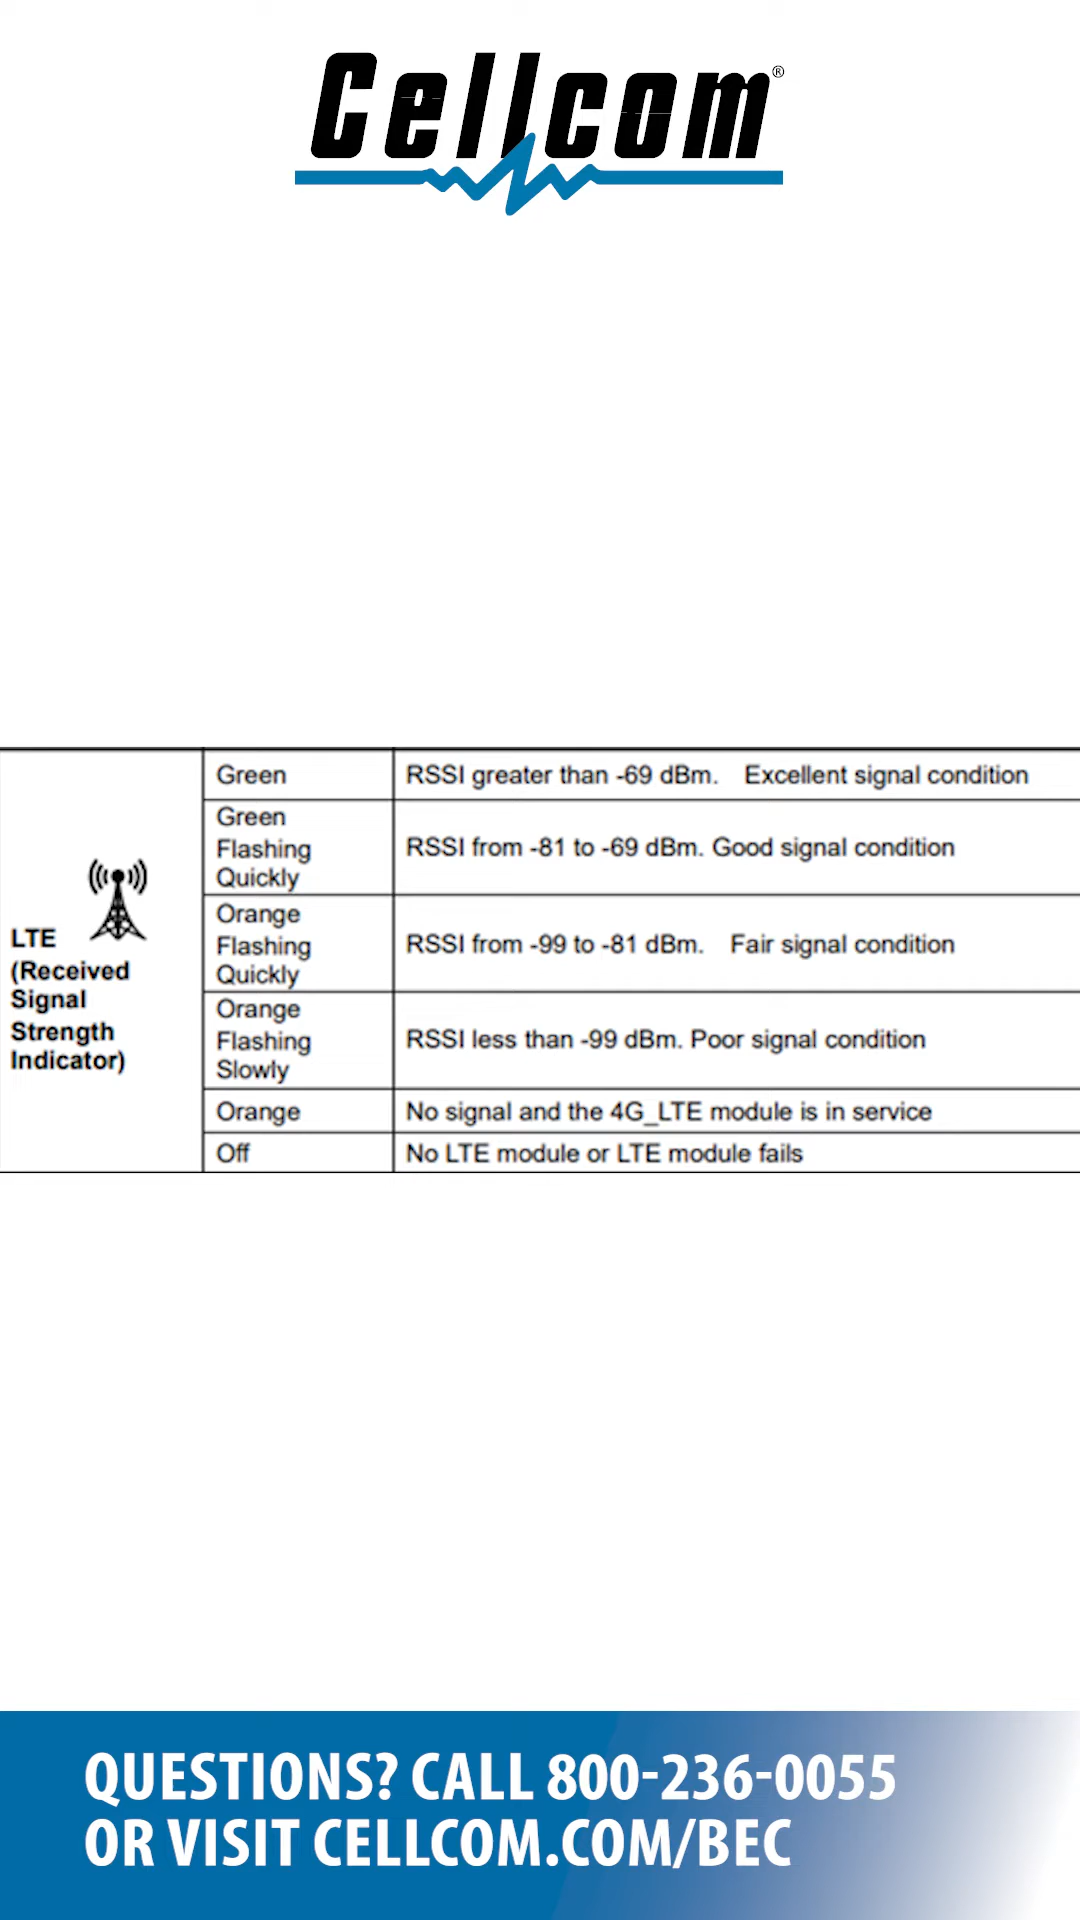 Cellcom®
LTE
(Received
Signal
Strength
Indicator)
Green
RSSI greater than -69 dBm. Excellent signal condition
Green
Flashing
Quickly
RSSI from -81 to -69 dBm. Good signal condition
Orange
Flashing
Quickly
RSSI from -99 to -81 dBm. Fair signal condition
Orange
Flashing
Slowly
RSSI less than -99 dBm. Poor signal condition
Orange
No signal and the 4G_LTE module is in service
Off
No LTE module or LTE module fails
QUESTIONS? CALL 800-236-0055
OR VISIT CELLCOM.COM/BEC